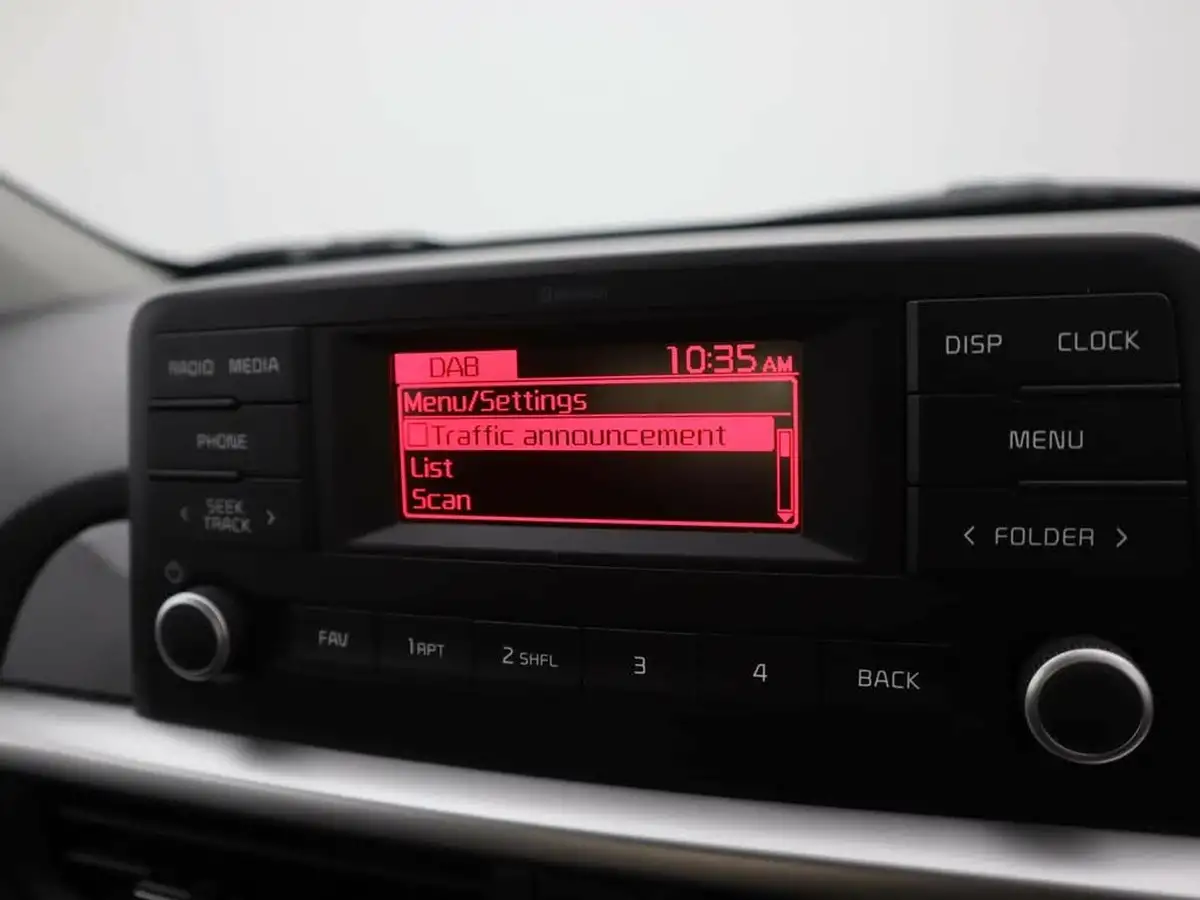 RADIO MEDIA
PHONE
< SEEK TRACK >
DAB 10:35 AM
Menu/Settings
Traffic announcement
List
Scan
DISP CLOCK
MENU
< FOLDER >
FAV 1 RPT 2 SHFL 3 4 BACK